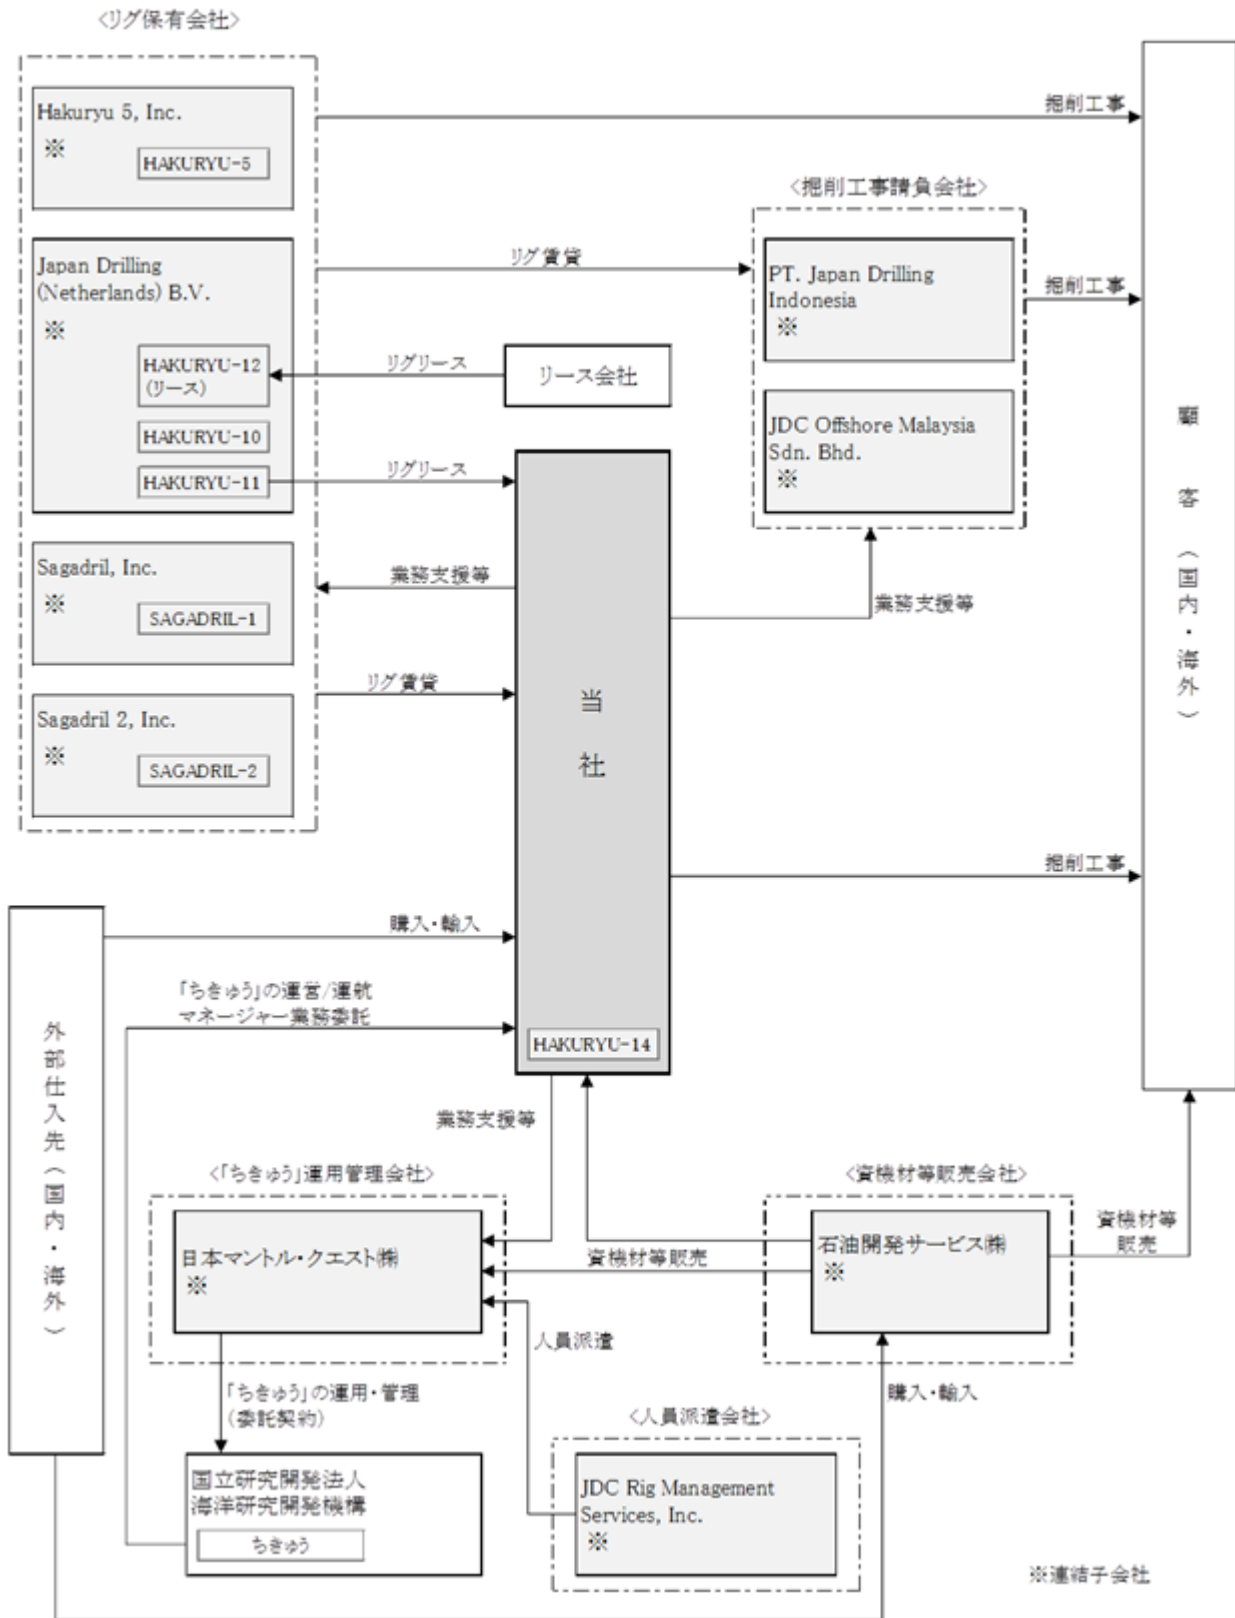 〈リグ保有会社〉
Hakuryu 5, Inc.
※
HAKURYU-5
掘削工事
〈掘削工事請負会社〉
Japan Drilling
(Netherlands) B.V.
※
リグ賃貸
PT. Japan Drilling
Indonesia
※
掘削工事
HAKURYU-12
(リース)
リグリース
リース会社
HAKURYU-10
HAKURYU-11
リグリース
JDC Offshore Malaysia
Sdn. Bhd.
※
顧客(国内・海外)
Sagadril, Inc.
※
SAGADRIL-1
業務支援等
業務支援等
Sagadril 2, Inc.
※
SAGADRIL-2
リグ賃貸
当社
掘削工事
購入・輸入
「ちきゅう」の運営/運航
マネージャー業務委託
HAKURYU-14
外部仕入先(国内・海外)
業務支援等
〈「ちきゅう」運用管理会社〉
〈資機材等販売会社〉
日本マントル・クエスト㈱
※
資機材等販売
石油開発サービス㈱
※
資機材等
販売
人員派遣
「ちきゅう」の運用・管理
(委託契約)
購入・輸入
〈人員派遣会社〉
国立研究開発法人
海洋研究開発機構
ちきゅう
JDC Rig Management
Services, Inc.
※
※連結子会社